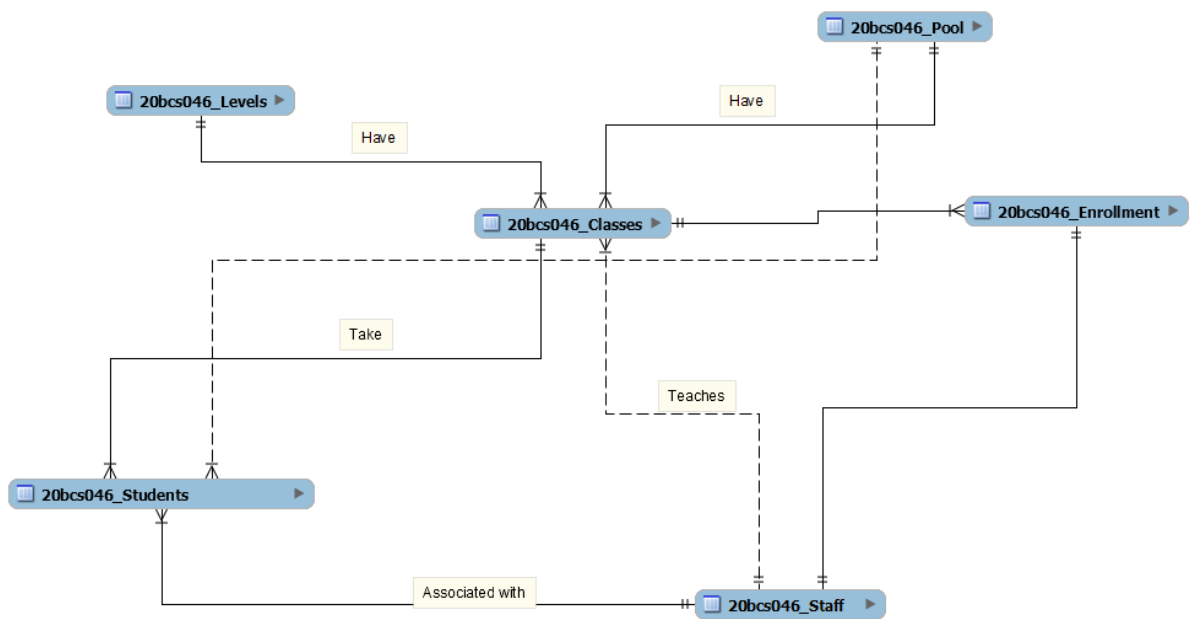 20bcs046_Pool
20bcs046_Levels
Have
Have
20bcs046_Classes
20bcs046_Enrollment
Take
Teaches
20bcs046_Students
Associated with
20bcs046_Staff